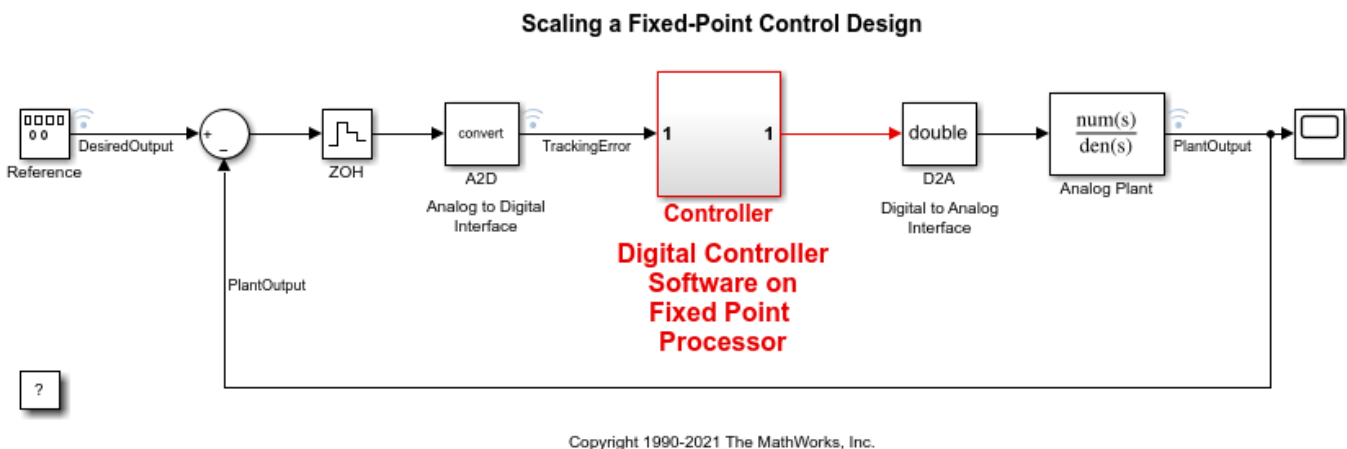 Scaling a Fixed-Point Control Design
0 0
Reference
DesiredOutput
+
−
ZOH
convert
A2D
Analog to Digital
Interface
TrackingError
1
1
Controller
Digital Controller
Software on
Fixed Point
Processor
double
D2A
Digital to Analog
Interface
num(s)
den(s)
Analog Plant
PlantOutput
PlantOutput
?
Copyright 1990-2021 The MathWorks, Inc.